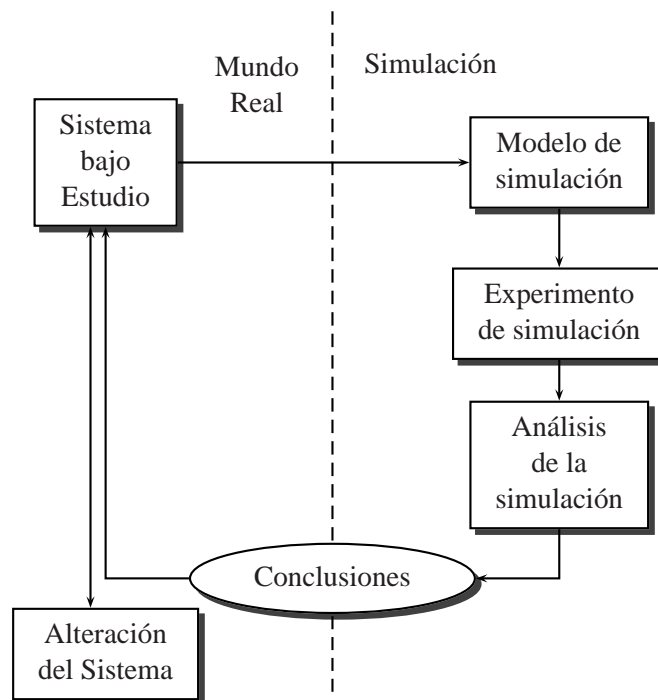 Mundo
Real
Simulación
Sistema
bajo
Estudio
Modelo de
simulación
Experimento
de simulación
Análisis
de la
simulación
Conclusiones
Alteración
del Sistema